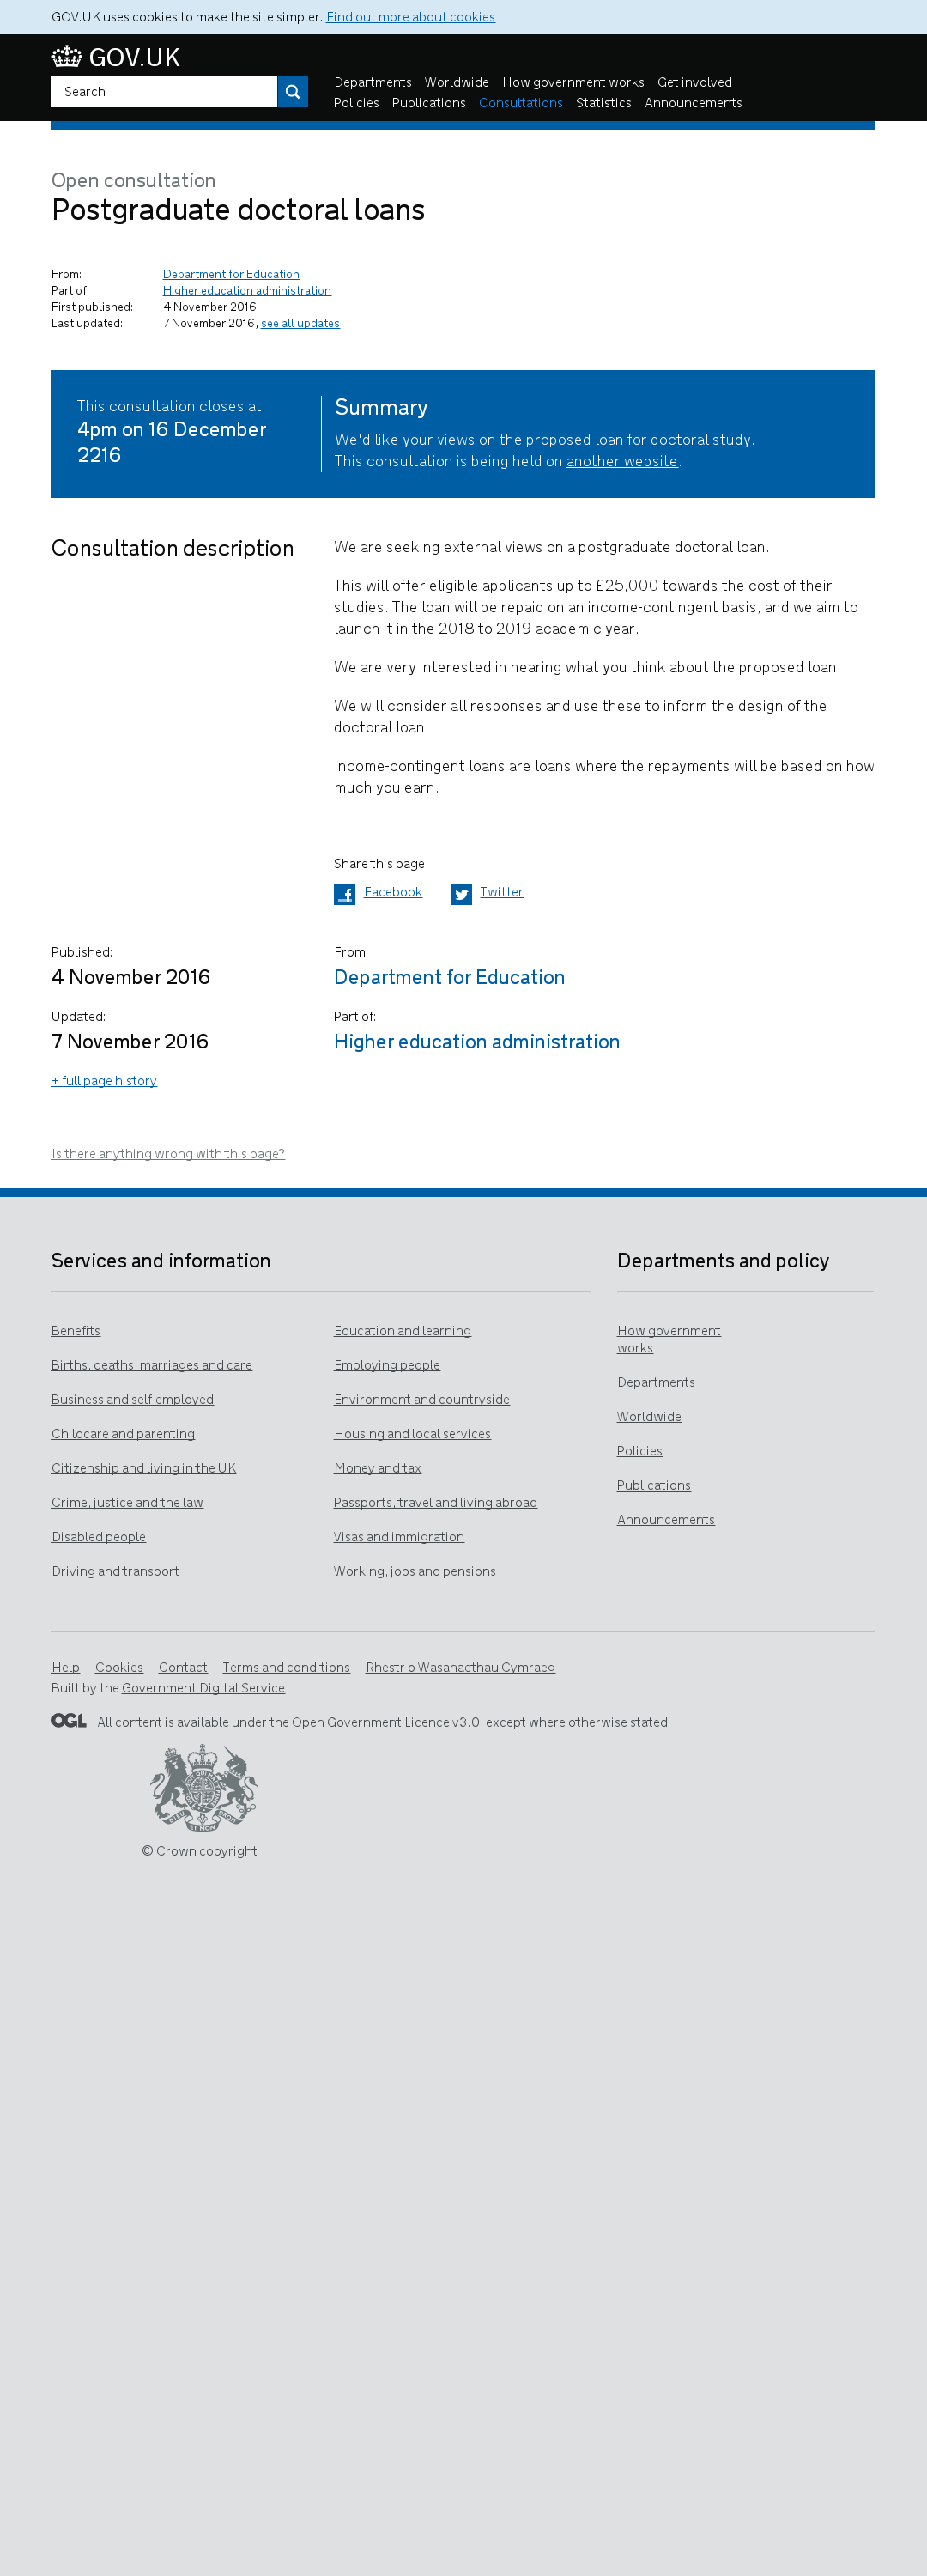 GOV.UK uses cookies to make the site simpler. Find out more about cookies
GOV.UK
Search
Departments Worldwide How government works Get involved
Policies Publications Consultations Statistics Announcements
Open consultation
Postgraduate doctoral loans
From: Department for Education
Part of: Higher education administration
First published: 4 November 2016
Last updated: 7 November 2016, see all updates
This consultation closes at
4pm on 16 December
2216
Summary
We'd like your views on the proposed loan for doctoral study.
This consultation is being held on another website.
Consultation description
We are seeking external views on a postgraduate doctoral loan.
This will offer eligible applicants up to £25,000 towards the cost of their
studies. The loan will be repaid on an income-contingent basis, and we aim to
launch it in the 2018 to 2019 academic year.
We are very interested in hearing what you think about the proposed loan.
We will consider all responses and use these to inform the design of the
doctoral loan.
Income-contingent loans are loans where the repayments will be based on how
much you earn.
Share this page
Facebook Twitter
Published:
4 November 2016
From:
Department for Education
Updated:
7 November 2016
Part of:
Higher education administration
+ full page history
Is there anything wrong with this page?
Services and information
Benefits
Births, deaths, marriages and care
Business and self-employed
Childcare and parenting
Citizenship and living in the UK
Crime, justice and the law
Disabled people
Driving and transport
Education and learning
Employing people
Environment and countryside
Housing and local services
Money and tax
Passports, travel and living abroad
Visas and immigration
Working, jobs and pensions
Departments and policy
How government
works
Departments
Worldwide
Policies
Publications
Announcements
Help Cookies Contact Terms and conditions Rhestr o Wasanaethau Cymraeg
Built by the Government Digital Service
OGL All content is available under the Open Government Licence v3.0, except where otherwise stated
DIEU ET MON DROIT
© Crown copyright